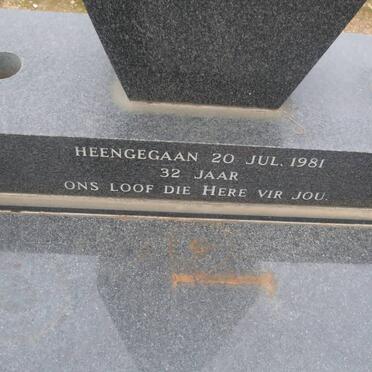 HEENGEGAAN 20 JUL. 1981
32 JAAR
ONS LOOF DIE HERE VIR JOU.